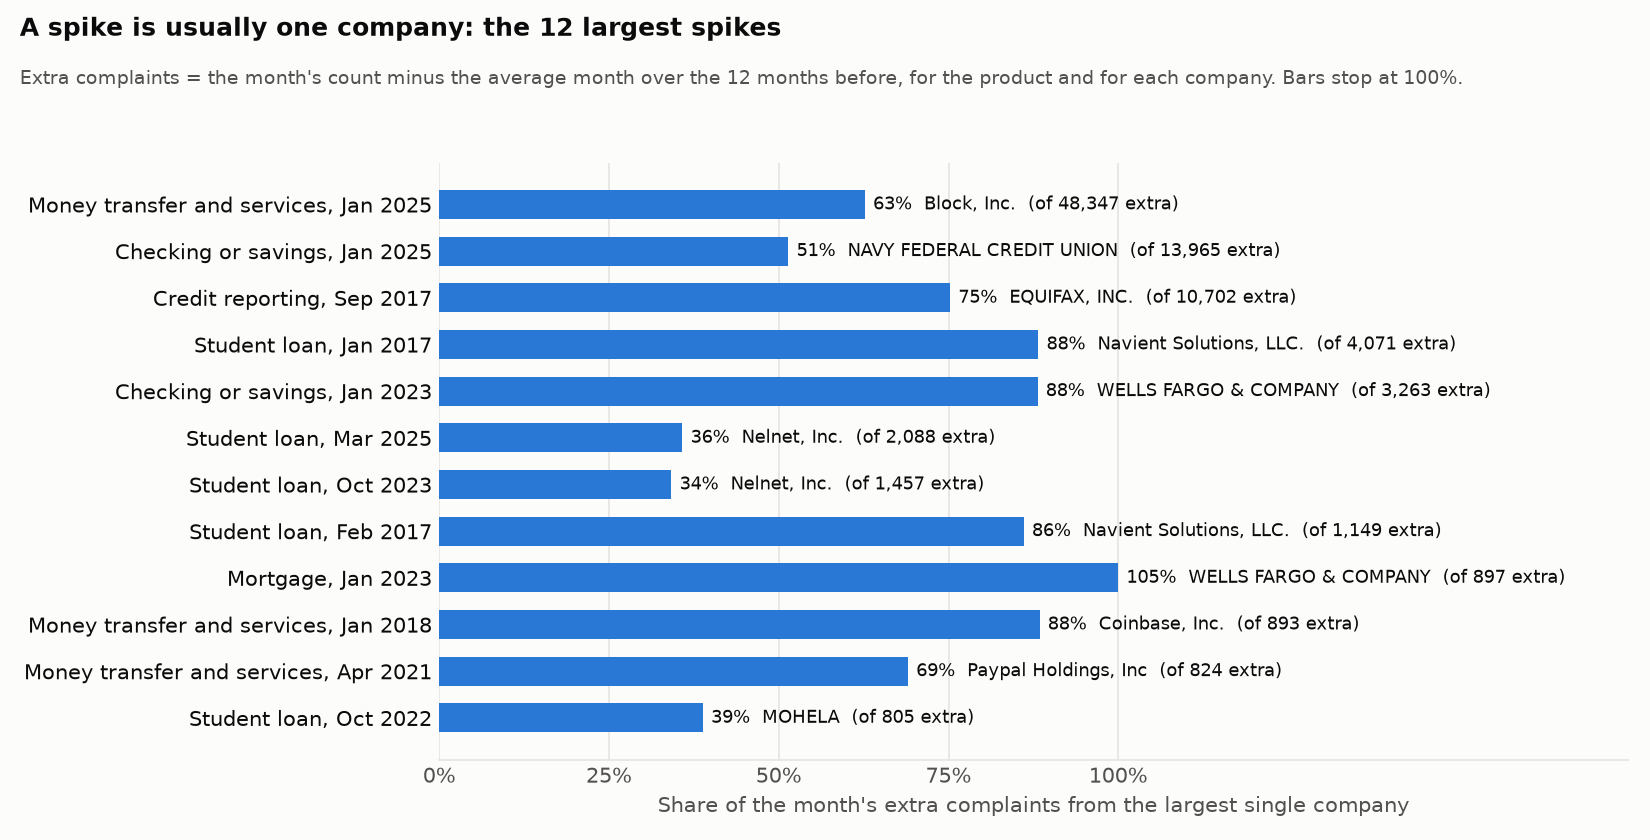 A spike is usually one company: the 12 largest spikes
Extra complaints = the month's count minus the average month over the 12 months before, for the product and for each company. Bars stop at 100%.
Money transfer and services, Jan 2025 63% Block, Inc. (of 48,347 extra)
Checking or savings, Jan 2025 51% NAVY FEDERAL CREDIT UNION (of 13,965 extra)
Credit reporting, Sep 2017 75% EQUIFAX, INC. (of 10,702 extra)
Student loan, Jan 2017 88% Navient Solutions, LLC. (of 4,071 extra)
Checking or savings, Jan 2023 88% WELLS FARGO & COMPANY (of 3,263 extra)
Student loan, Mar 2025 36% Nelnet, Inc. (of 2,088 extra)
Student loan, Oct 2023 34% Nelnet, Inc. (of 1,457 extra)
Student loan, Feb 2017 86% Navient Solutions, LLC. (of 1,149 extra)
Mortgage, Jan 2023 105% WELLS FARGO & COMPANY (of 897 extra)
Money transfer and services, Jan 2018 88% Coinbase, Inc. (of 893 extra)
Money transfer and services, Apr 2021 69% Paypal Holdings, Inc (of 824 extra)
Student loan, Oct 2022 39% MOHELA (of 805 extra)
0% 25% 50% 75% 100%
Share of the month's extra complaints from the largest single company